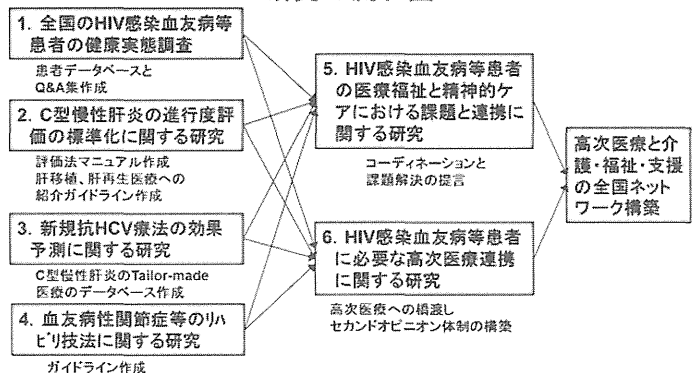 1. 全国のHIV感染血友病等
患者の健康実態調査
患者データベースと
Q&A集作成
2. C型慢性肝炎の進行度評
価の標準化に関する研究
評価法マニュアル作成
肝移植、肝再生医療への
紹介ガイドライン作成
3. 新規抗HCV療法の効果
予測に関する研究
C型慢性肝炎のTailor-made
医療のデータベース作成
4. 血友病性関節症等のリハ
ビリ技法に関する研究
ガイドライン作成
5. HIV感染血友病等患者
の医療福祉と精神的ケ
アにおける課題と連携に
関する研究
コーディネーションと
課題解決の提言
6. HIV感染血友病等患者
に必要な高次医療連携
に関する研究
高次医療への橋渡し
セカンドオピニオン体制の構築
高次医療と介
護・福祉・支援
の全国ネット
ワーク構築